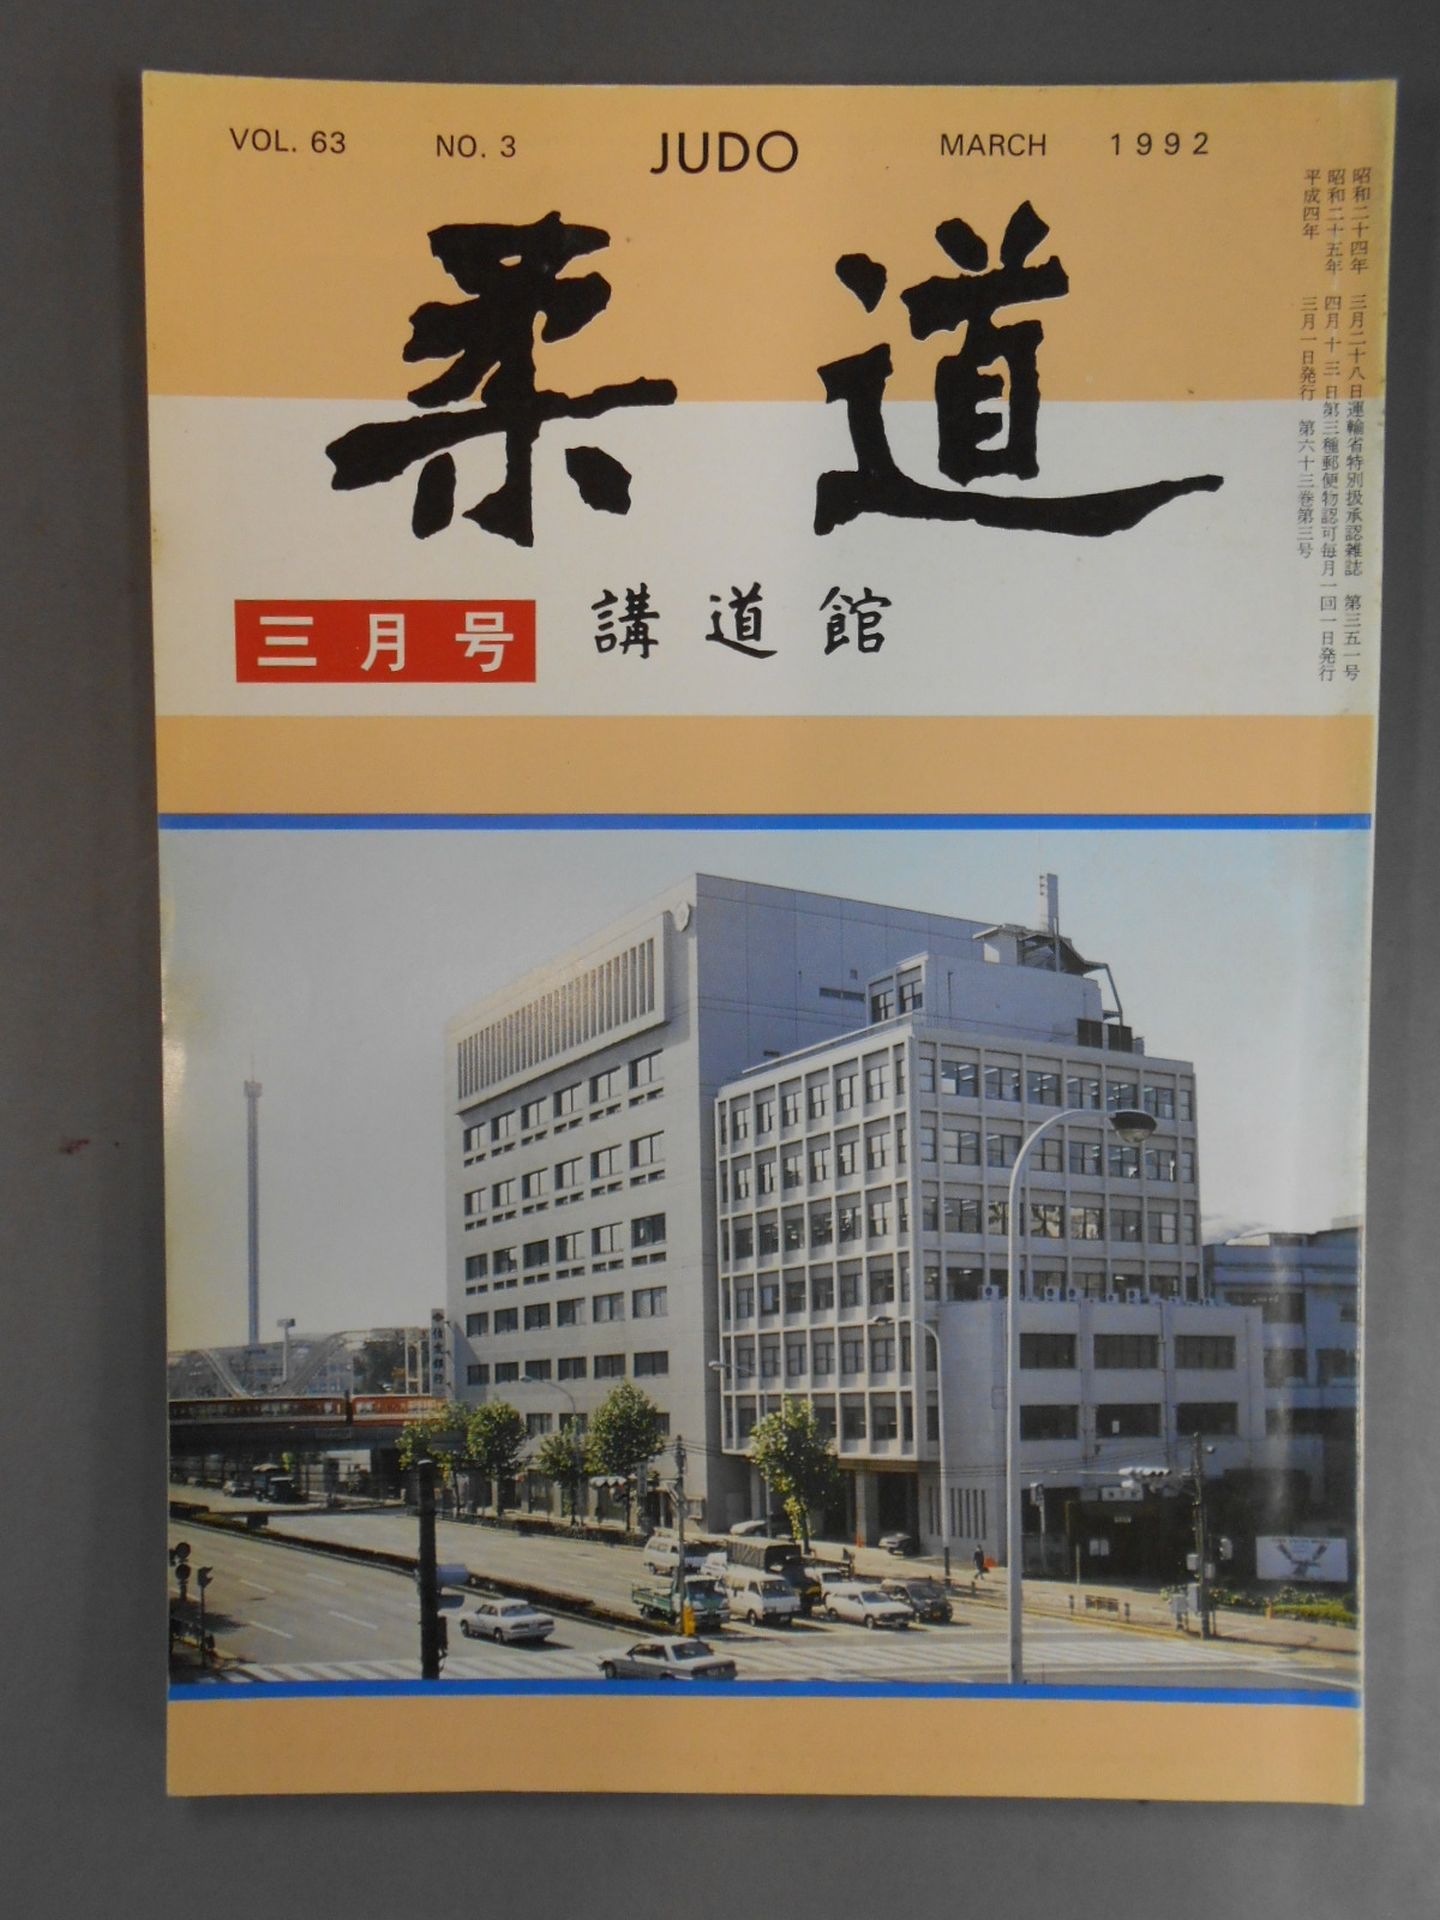 VOL. 63 NO. 3 JUDO MARCH 1992
柔道
三月号
講道館
昭和二十四年 三月二十八日運輸省特別扱承認雑誌 第三五一号
昭和二十五年 四月十三日第三種郵便物認可毎月一回一日発行
平成四年 三月一日発行 第六十三巻第三号
住友銀行